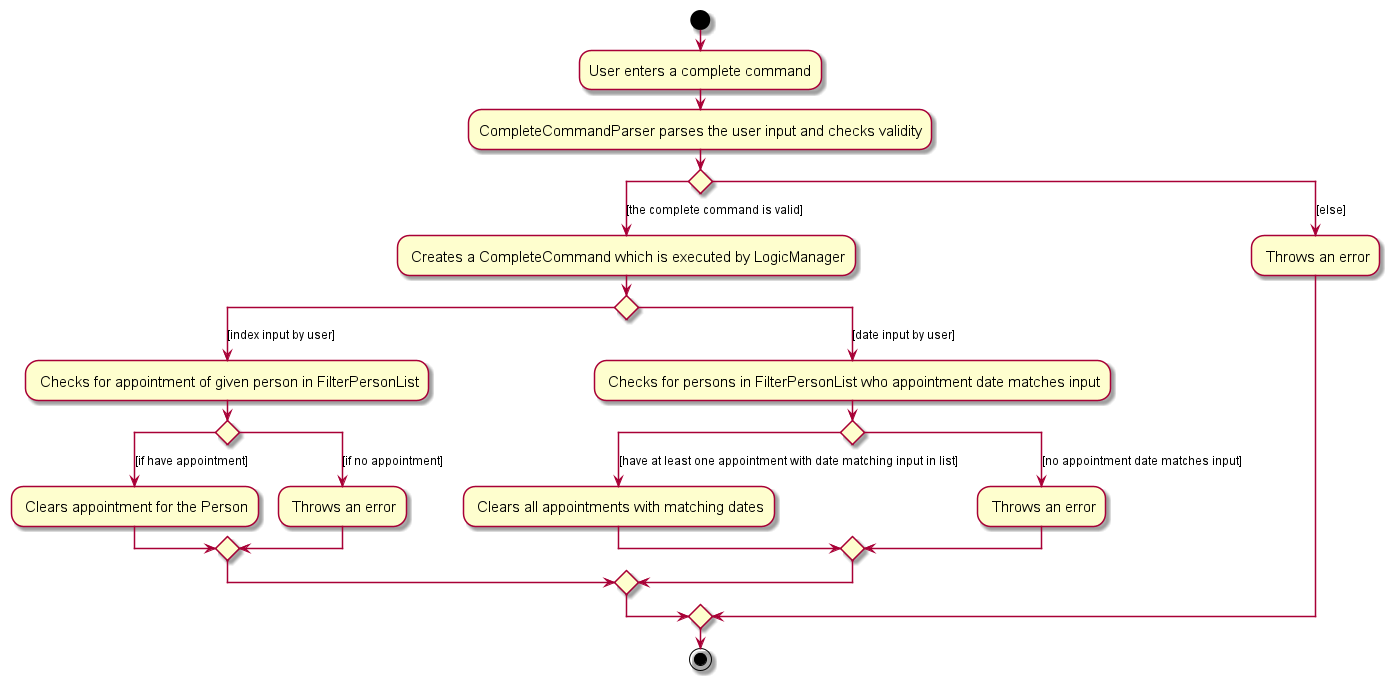 User enters a complete command
CompleteCommandParser parses the user input and checks validity
[the complete command is valid]
[else]
Creates a CompleteCommand which is executed by LogicManager
Throws an error
[index input by user]
[date input by user]
Checks for appointment of given person in FilterPersonList
Checks for persons in FilterPersonList who appointment date matches input
[if have appointment]
[if no appointment]
[have at least one appointment with date matching input in list]
[no appointment date matches input]
Clears appointment for the Person
Throws an error
Clears all appointments with matching dates
Throws an error